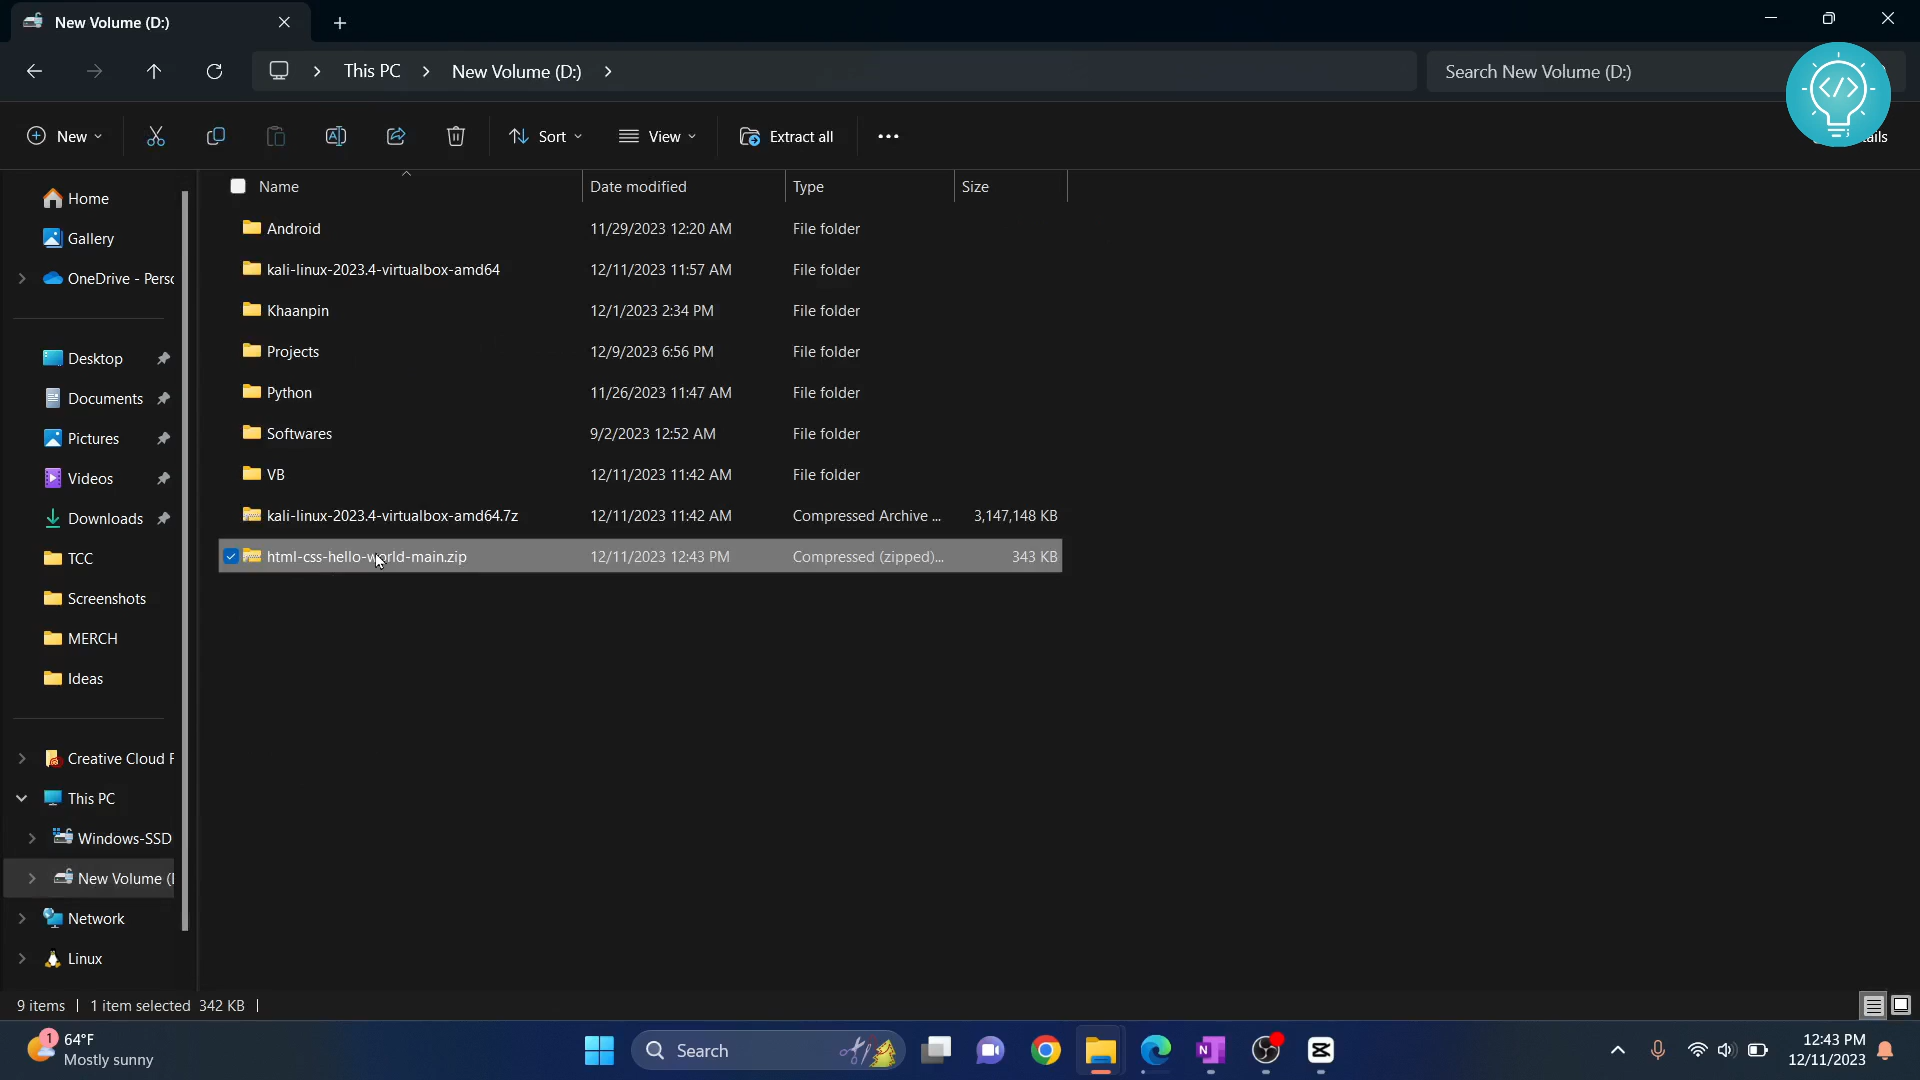 New Volume (D:)
This PC
New Volume (D:)
Search New Volume (D:)
New
Sort
View
Extract all
Name
Date modified
Type
Size
Home
Gallery
OneDrive - Persc
Desktop
Documents
Pictures
Videos
Downloads
TCC
Screenshots
MERCH
Ideas
Creative Cloud F
This PC
Windows-SSD
New Volume (I
Network
Linux
Android 11/29/2023 12:20 AM File folder
kali-linux-2023.4-virtualbox-amd64 12/11/2023 11:57 AM File folder
Khaanpin 12/1/2023 2:34 PM File folder
Projects 12/9/2023 6:56 PM File folder
Python 11/26/2023 11:47 AM File folder
Softwares 9/2/2023 12:52 AM File folder
VB 12/11/2023 11:42 AM File folder
kali-linux-2023.4-virtualbox-amd64.7z 12/11/2023 11:42 AM Compressed Archive ... 3,147,148 KB
html-css-hello-world-main.zip 12/11/2023 12:43 PM Compressed (zipped)... 343 KB
9 items 1 item selected 342 KB
1
64°F
Mostly sunny
Search
12:43 PM
12/11/2023